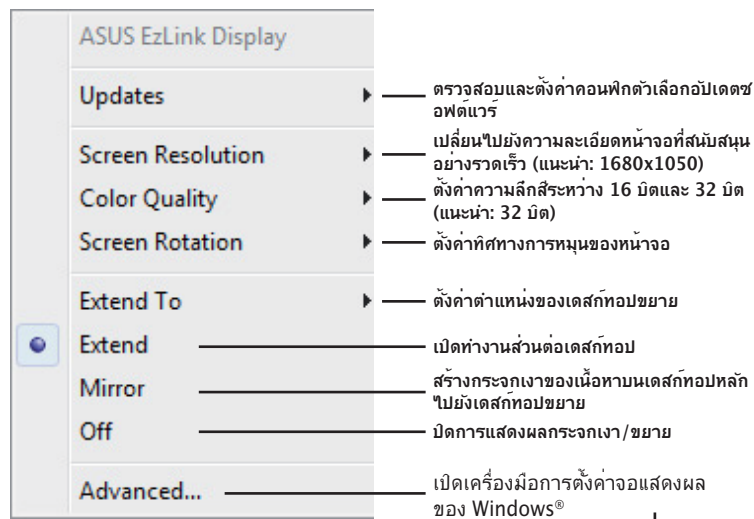 ASUS EzLink Display
Updates
ตรวจสอบและตั้งค่าคอนฟิกตัวเลือกอัปเดตซ
อฟต์แวร์
Screen Resolution
เปลี่ยนไปยังความละเอียดหน้าจอที่สนับสนุน
อย่างรวดเร็ว (แนะนำ: 1680x1050)
Color Quality
ตั้งค่าความลึกสีระหว่าง 16 บิตและ 32 บิต
(แนะนำ: 32 บิต)
Screen Rotation
ตั้งค่าทิศทางการหมุนของหน้าจอ
Extend To
ตั้งค่าตำแหน่งของเดสก์ทอปขยาย
Extend
เปิดทำงานส่วนต่อเดสก์ทอป
Mirror
สร้างกระจกเงาของเนื้อหาบนเดสก์ทอปหลัก
ไปยังเดสก์ทอปขยาย
Off
ปิดการแสดงผลกระจกเงา/ขยาย
Advanced...
เปิดเครื่องมือการตั้งค่าจอแสดงผล
ของ Windows®